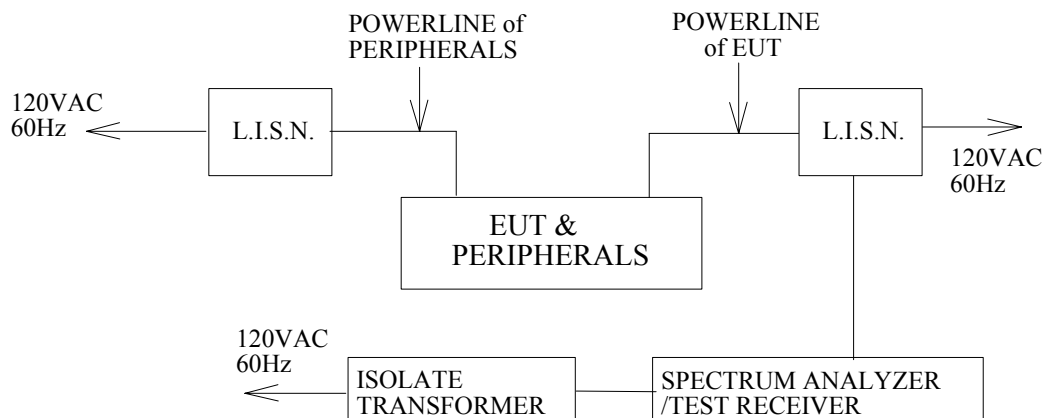 POWERLINE of
PERIPHERALS
POWERLINE
of EUT
120VAC
60Hz
L.I.S.N.
L.I.S.N.
120VAC
60Hz
EUT &
PERIPHERALS
120VAC
60Hz
ISOLATE
TRANSFORMER
SPECTRUM ANALYZER
/TEST RECEIVER